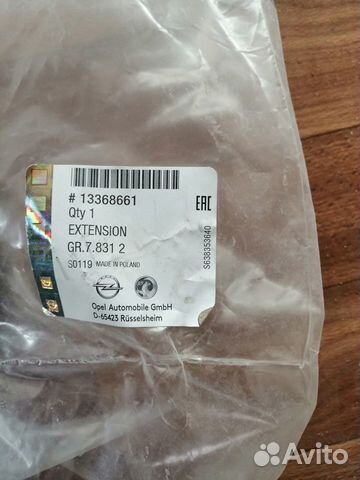 # 13368661
Qty 1
EXTENSION
GR.7.831 2
S0119 MADE IN POLAND
Opel Automobile GmbH
D-65423 Rüsselsheim
EAC
S638353640
Avito